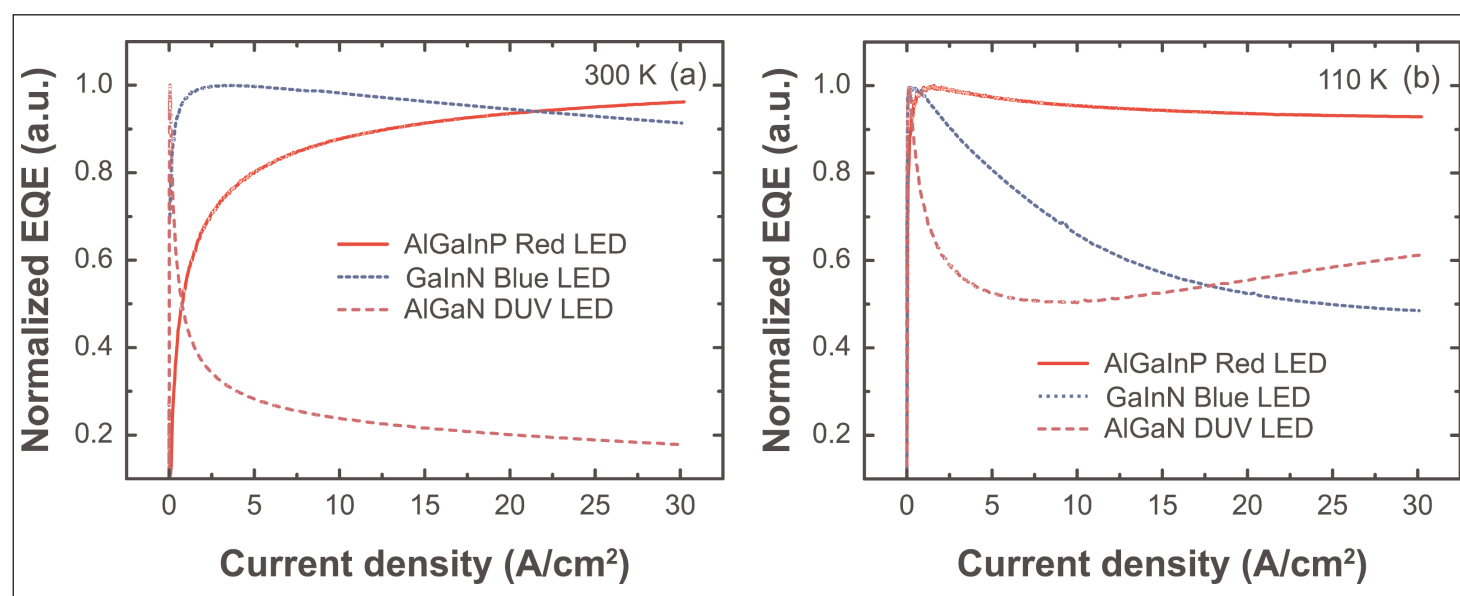 Normalized EQE (a.u.)
1.0
0.8
0.6
0.4
0.2
300 K (a)
AlGaInP Red LED
GaInN Blue LED
AlGaN DUV LED
0 5 10 15 20 25 30
Current density (A/cm²)
Normalized EQE (a.u.)
1.0
0.8
0.6
0.4
0.2
110 K (b)
AlGaInP Red LED
GaInN Blue LED
AlGaN DUV LED
0 5 10 15 20 25 30
Current density (A/cm²)